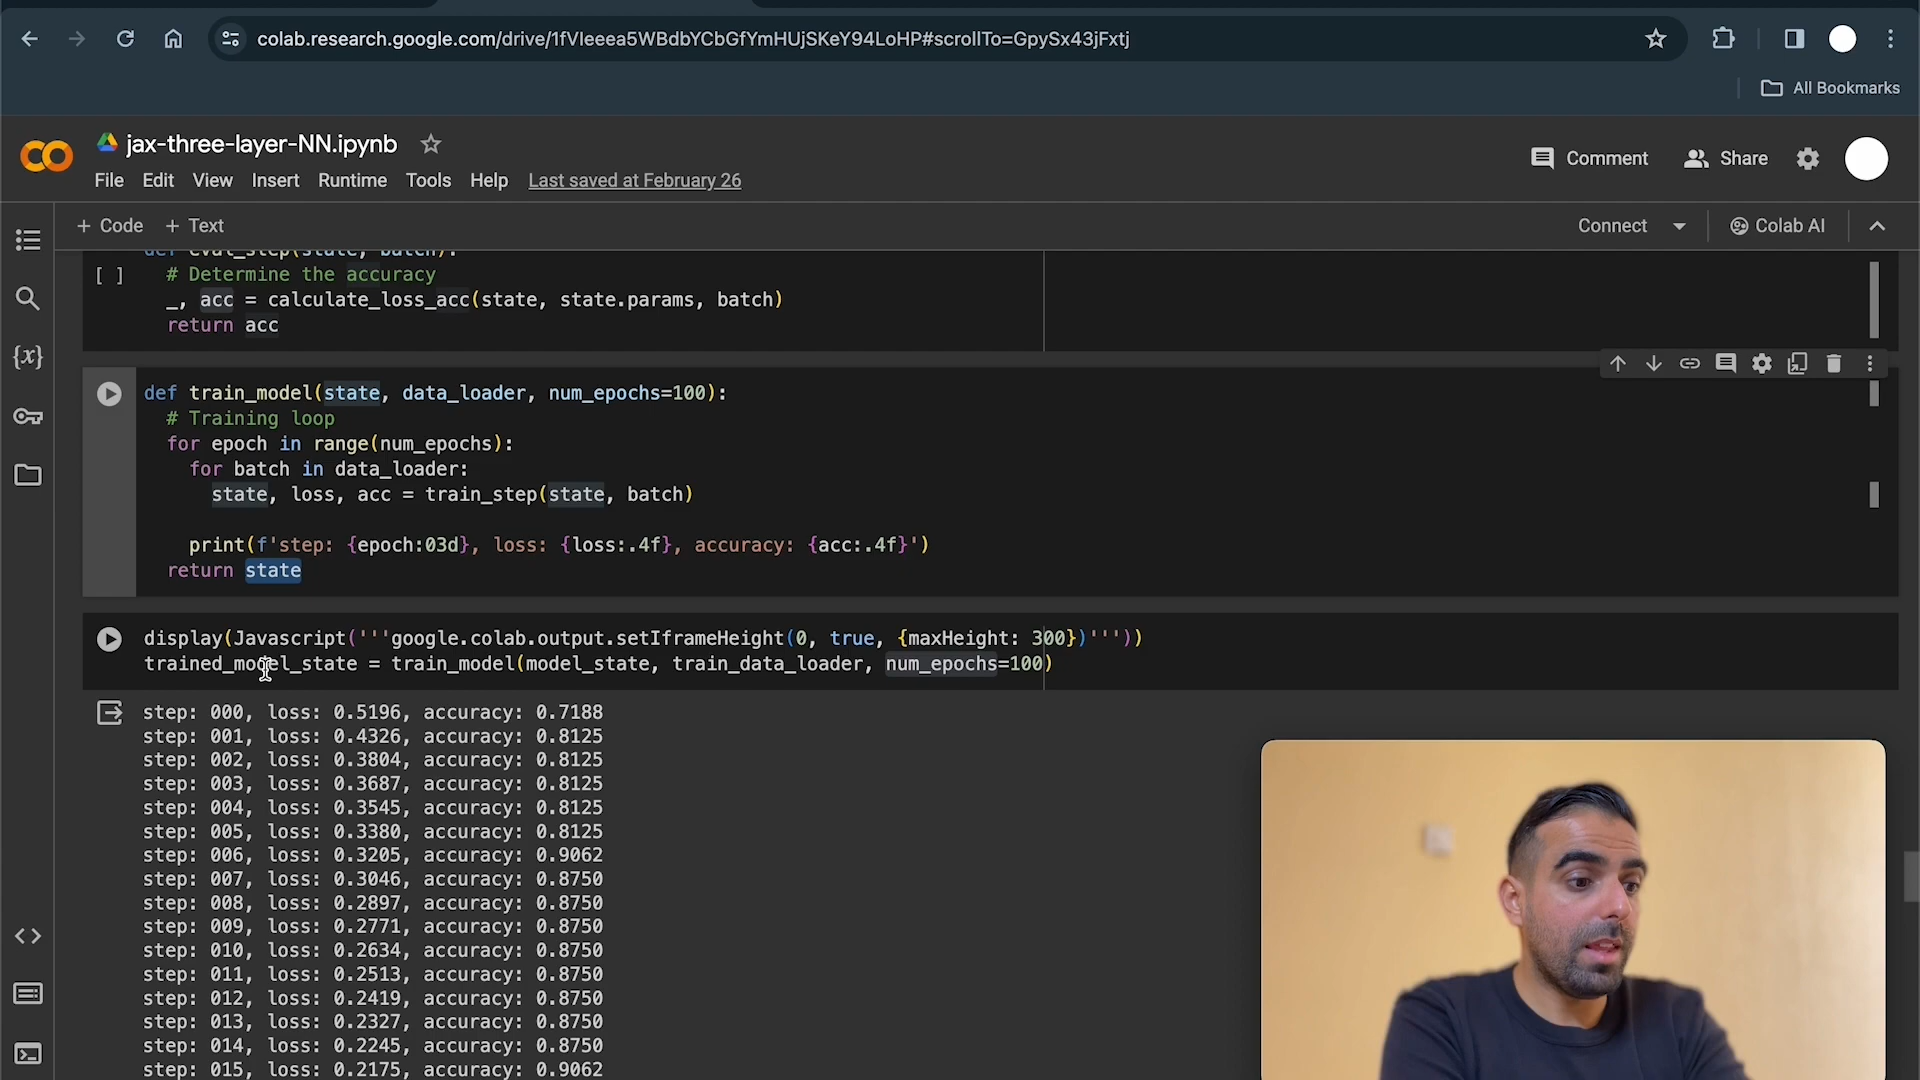 colab.research.google.com/drive/1fVleeea5WBdbYCbGfYmHUjSKeY94LoHP#scrollTo=GpySx43jFxtj
All Bookmarks
jax-three-layer-NN.ipynb
Comment
Share
File Edit View Insert Runtime Tools Help Last saved at February 26
+ Code + Text
Connect
Colab AI
def eval_step(state, batch):
[ ]
# Determine the accuracy
_, acc = calculate_loss_acc(state, state.params, batch)
return acc
def train_model(state, data_loader, num_epochs=100):
# Training loop
for epoch in range(num_epochs):
for batch in data_loader:
state, loss, acc = train_step(state, batch)
print(f'step: {epoch:03d}, loss: {loss:.4f}, accuracy: {acc:.4f}')
return state
display(Javascript('''google.colab.output.setIframeHeight(0, true, {maxHeight: 300})'''))
trained_model_state = train_model(model_state, train_data_loader, num_epochs=100)
step: 000, loss: 0.5196, accuracy: 0.7188
step: 001, loss: 0.4326, accuracy: 0.8125
step: 002, loss: 0.3804, accuracy: 0.8125
step: 003, loss: 0.3687, accuracy: 0.8125
step: 004, loss: 0.3545, accuracy: 0.8125
step: 005, loss: 0.3380, accuracy: 0.8125
step: 006, loss: 0.3205, accuracy: 0.9062
step: 007, loss: 0.3046, accuracy: 0.8750
step: 008, loss: 0.2897, accuracy: 0.8750
step: 009, loss: 0.2771, accuracy: 0.8750
step: 010, loss: 0.2634, accuracy: 0.8750
step: 011, loss: 0.2513, accuracy: 0.8750
step: 012, loss: 0.2419, accuracy: 0.8750
step: 013, loss: 0.2327, accuracy: 0.8750
step: 014, loss: 0.2245, accuracy: 0.8750
step: 015, loss: 0.2175, accuracy: 0.9062